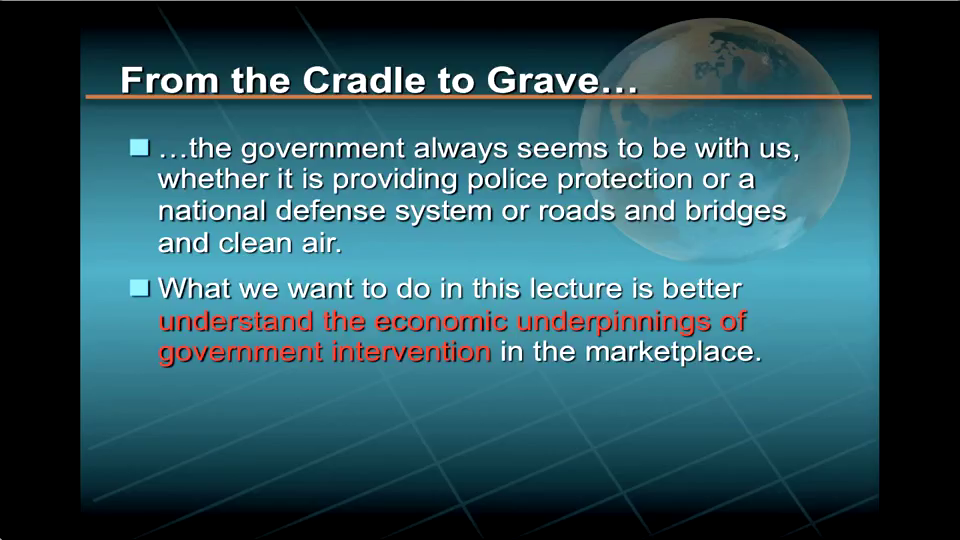 From the Cradle to Grave…
…the government always seems to be with us,
whether it is providing police protection or a
national defense system or roads and bridges
and clean air.
What we want to do in this lecture is better
understand the economic underpinnings of
government intervention in the marketplace.